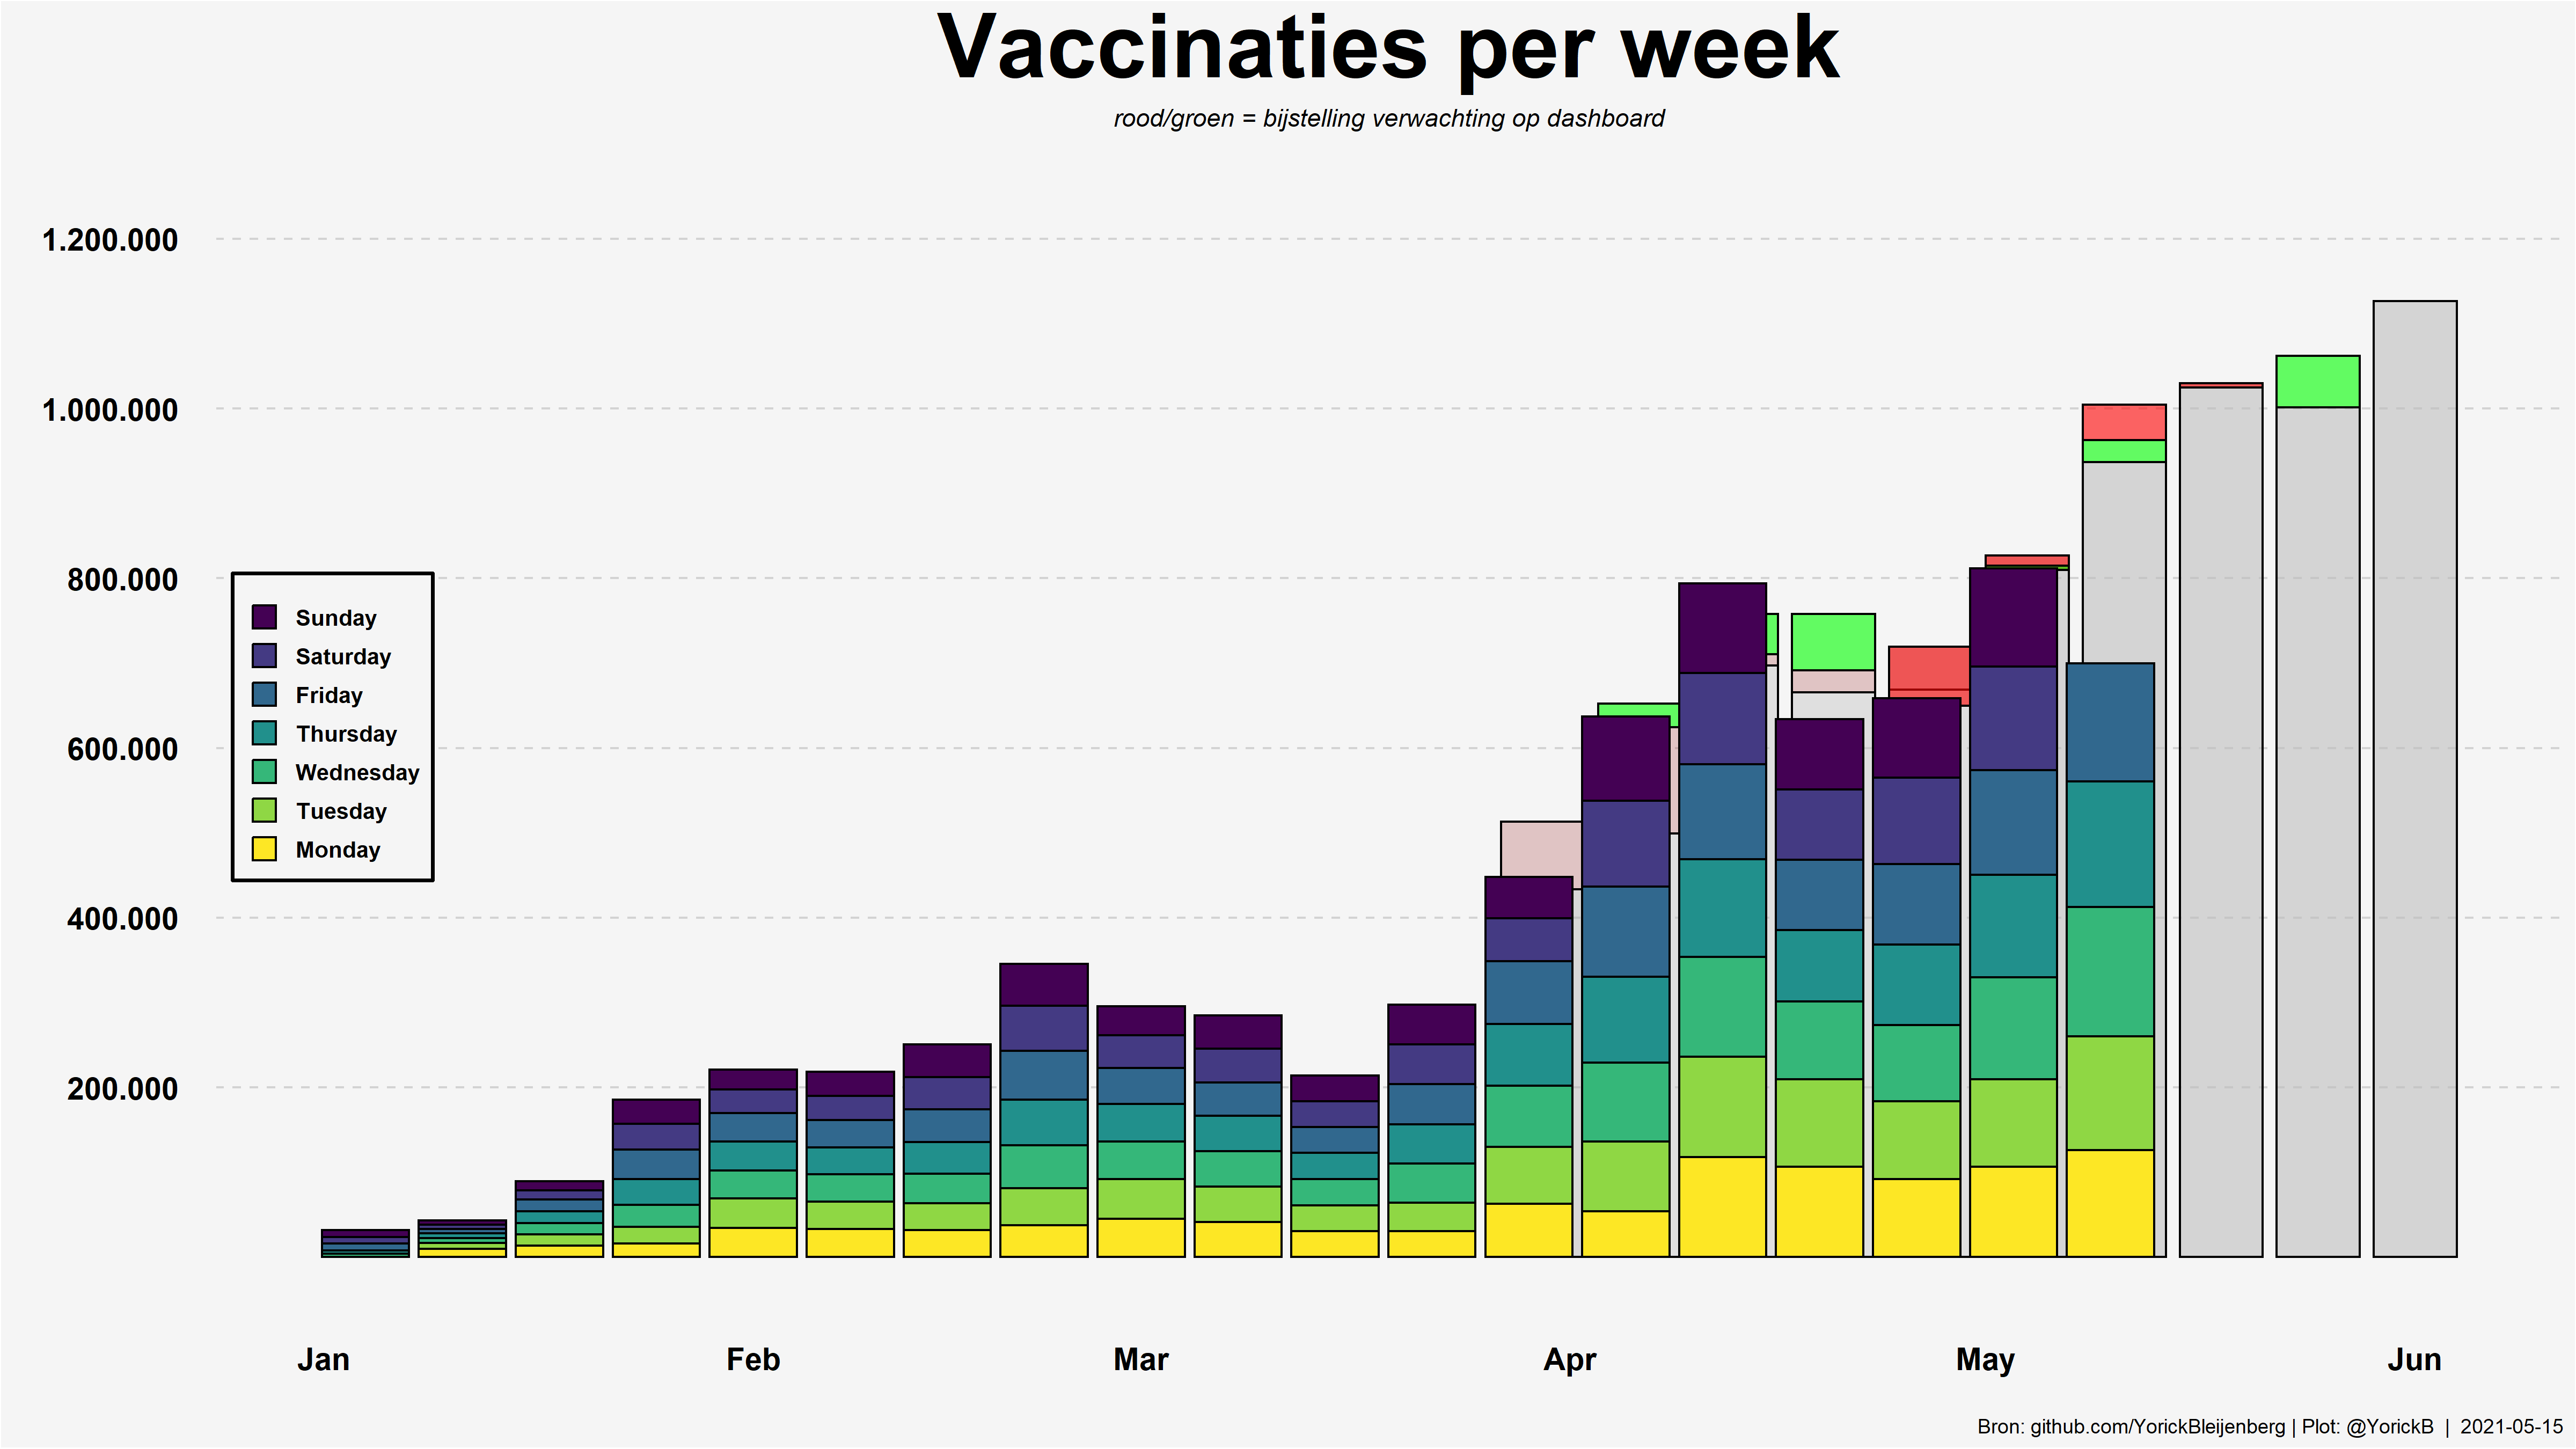 Vaccinaties per week
rood/groen = bijstelling verwachting op dashboard
1.200.000
1.000.000
800.000
600.000
400.000
200.000
Sunday
Saturday
Friday
Thursday
Wednesday
Tuesday
Monday
Jan Feb Mar Apr May Jun
Bron: github.com/YorickBleijenberg | Plot: @YorickB | 2021-05-15